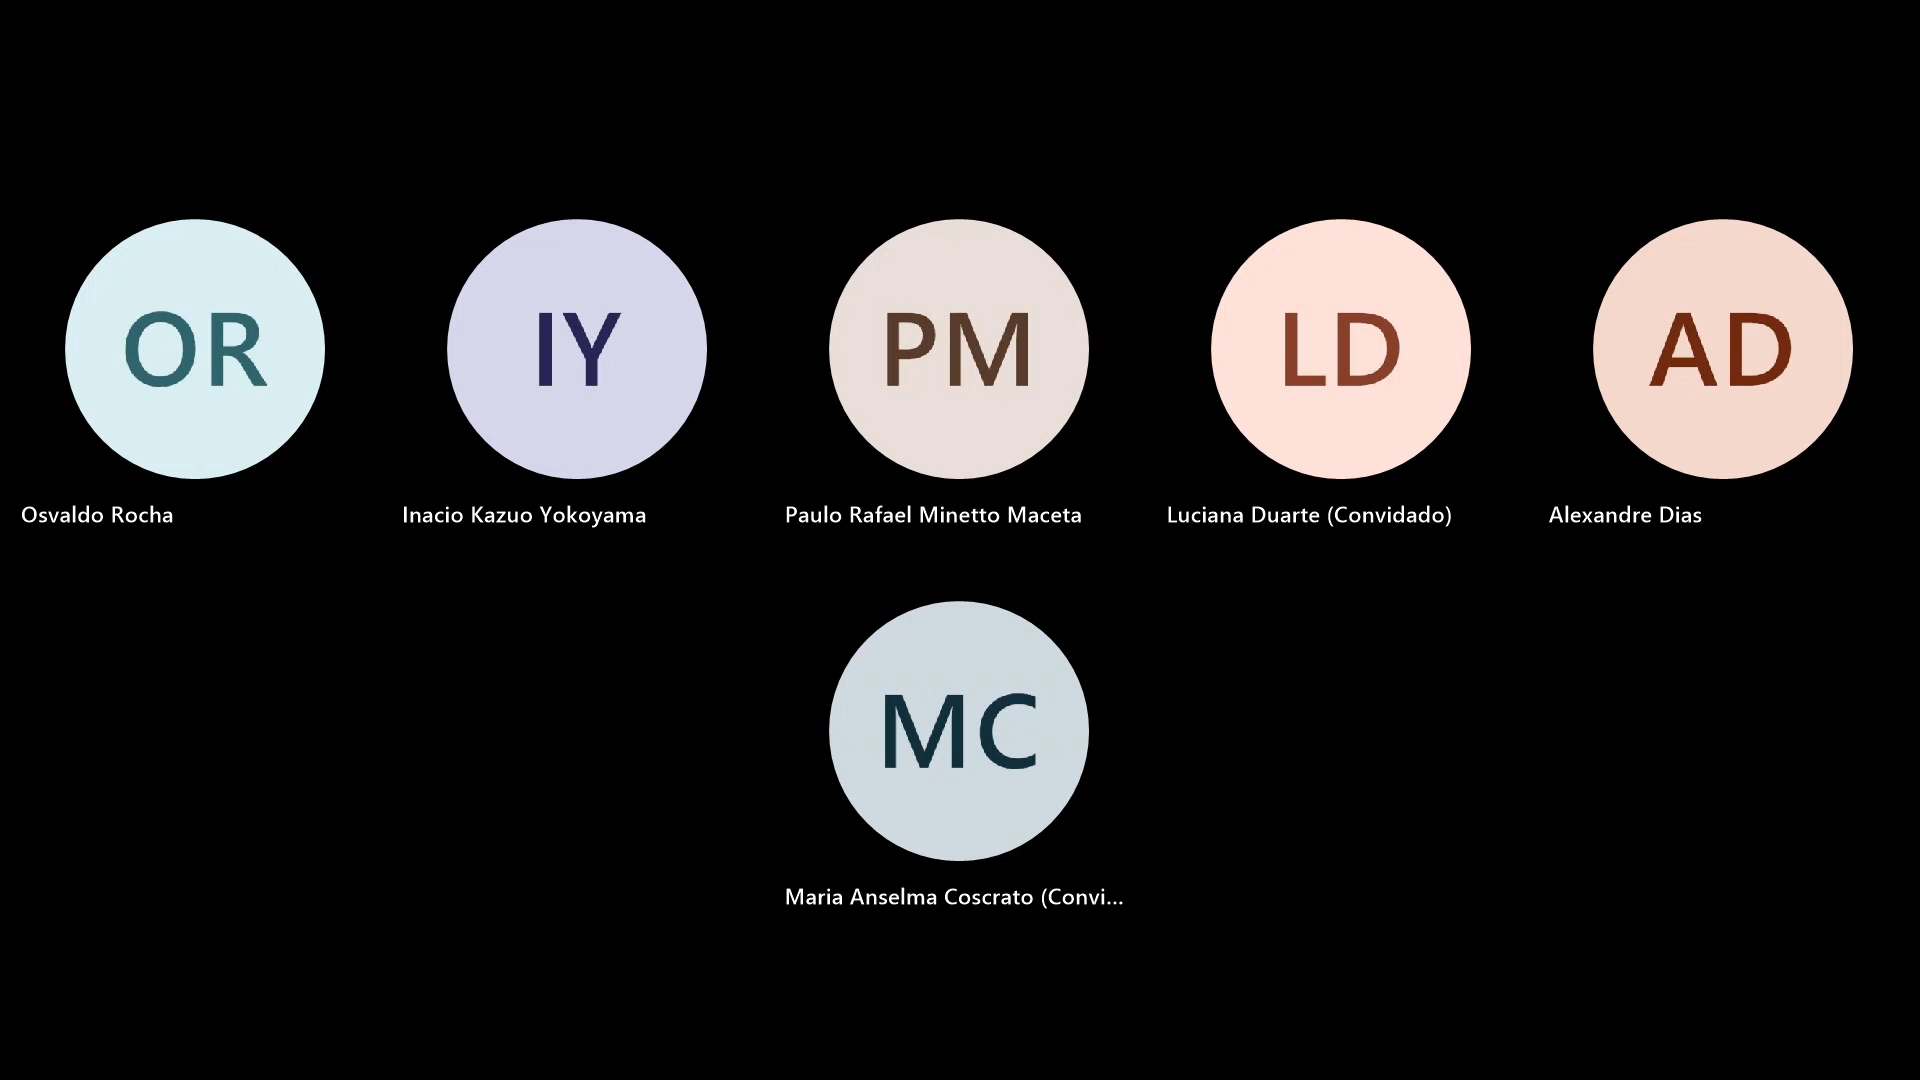 OR
IY
PM
LD
AD
Osvaldo Rocha
Inacio Kazuo Yokoyama
Paulo Rafael Minetto Maceta
Luciana Duarte (Convidado)
Alexandre Dias
MC
Maria Anselma Coscrato (Convi...